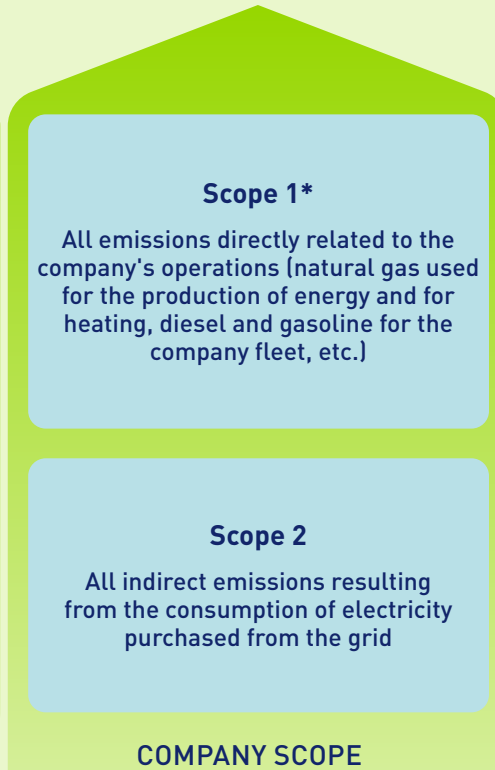 Scope 1*
All emissions directly related to the
company's operations (natural gas used
for the production of energy and for
heating, diesel and gasoline for the
company fleet, etc.)
Scope 2
All indirect emissions resulting
from the consumption of electricity
purchased from the grid
COMPANY SCOPE